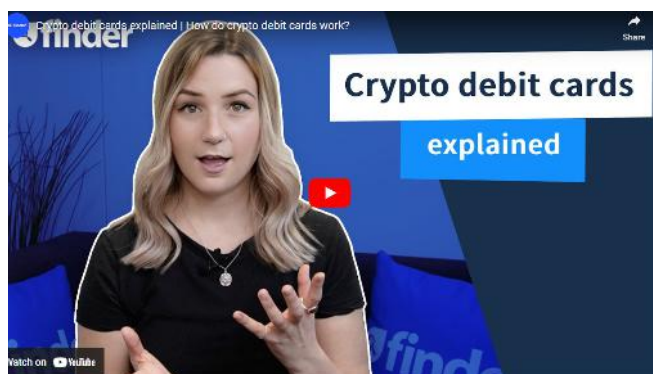 Crypto debit cards explained | How do crypto debit cards work?
finder
Share
Crypto debit cards
explained
finder
finder
Watch on YouTube